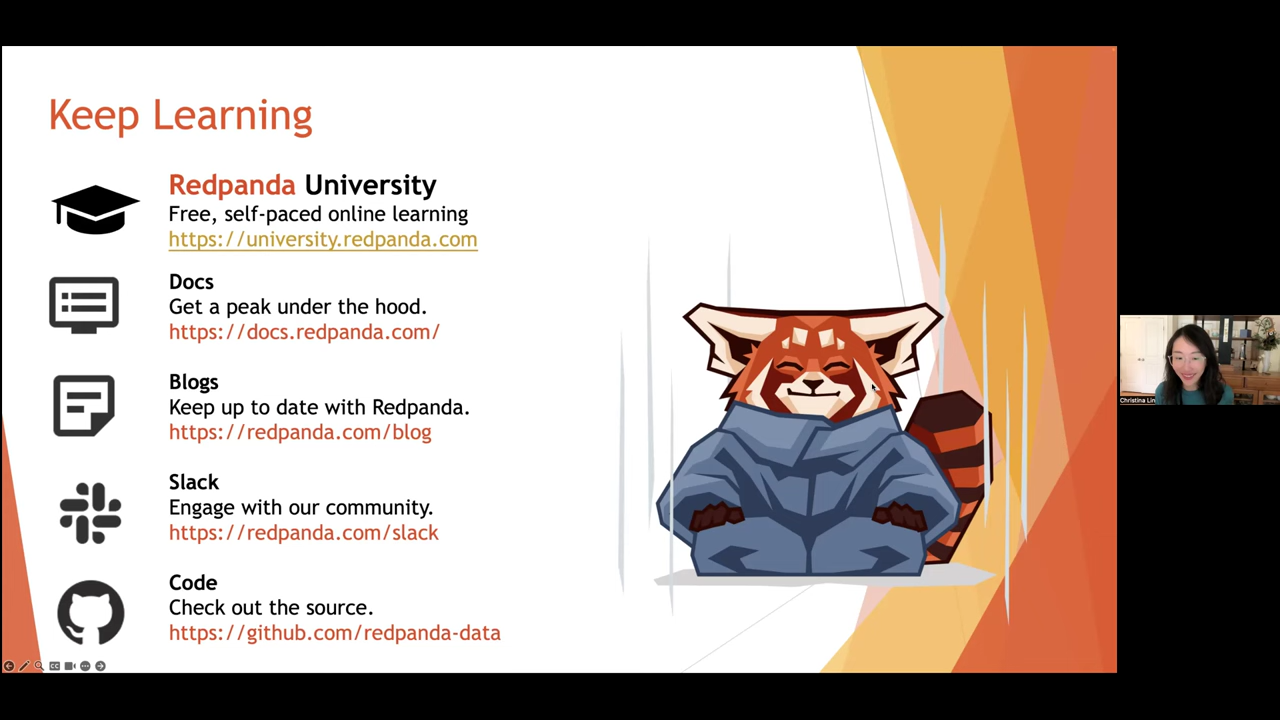 Keep Learning
Redpanda University
Free, self-paced online learning
https://university.redpanda.com
Docs
Get a peak under the hood.
https://docs.redpanda.com/
Blogs
Keep up to date with Redpanda.
https://redpanda.com/blog
Slack
Engage with our community.
https://redpanda.com/slack
Code
Check out the source.
https://github.com/redpanda-data
Christina Lin